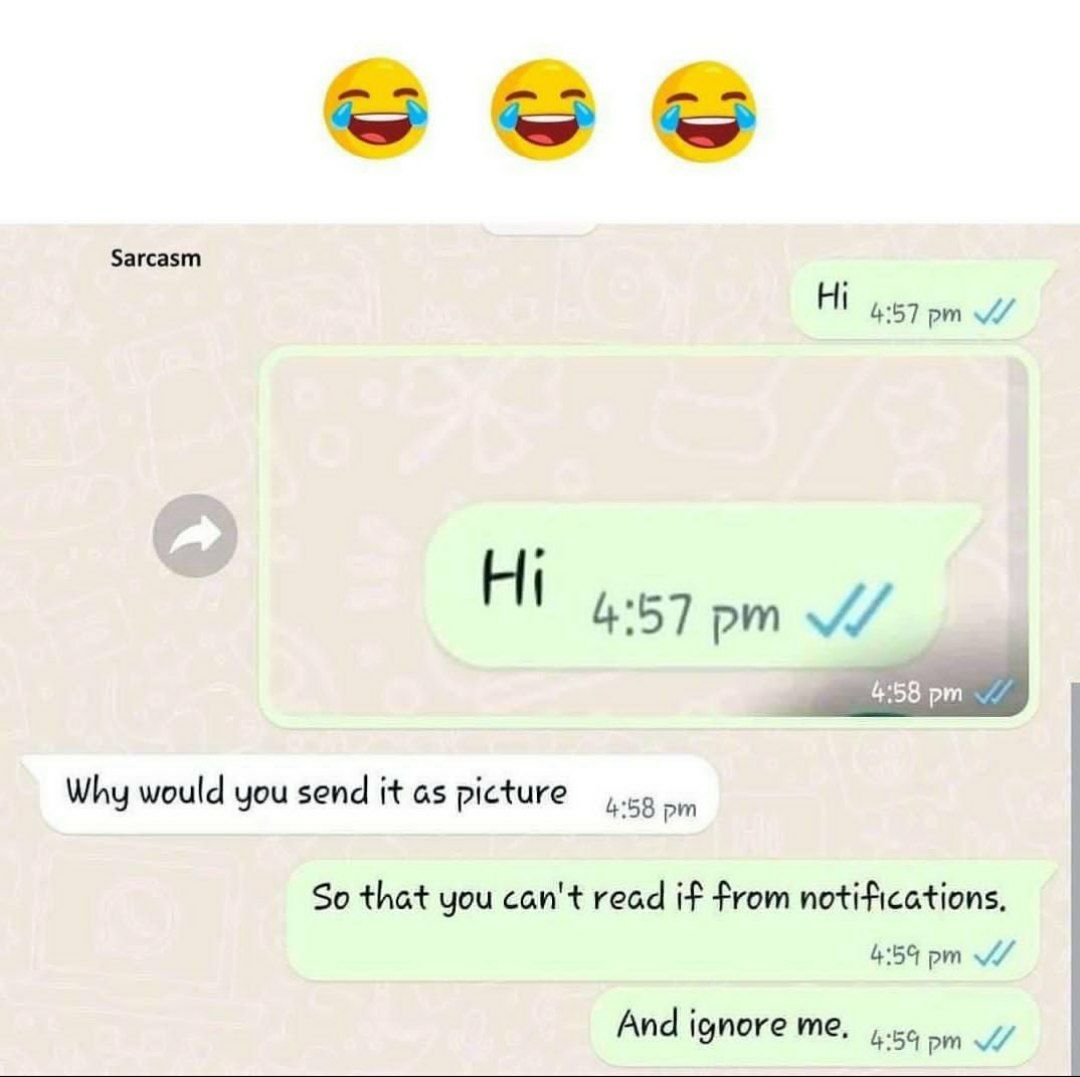 Sarcasm
Hi 4:57 pm
Hi 4:57 pm
4:58 pm
Why would you send it as picture 4:58 pm
So that you can't read if from notifications.
4:59 pm
And ignore me. 4:59 pm